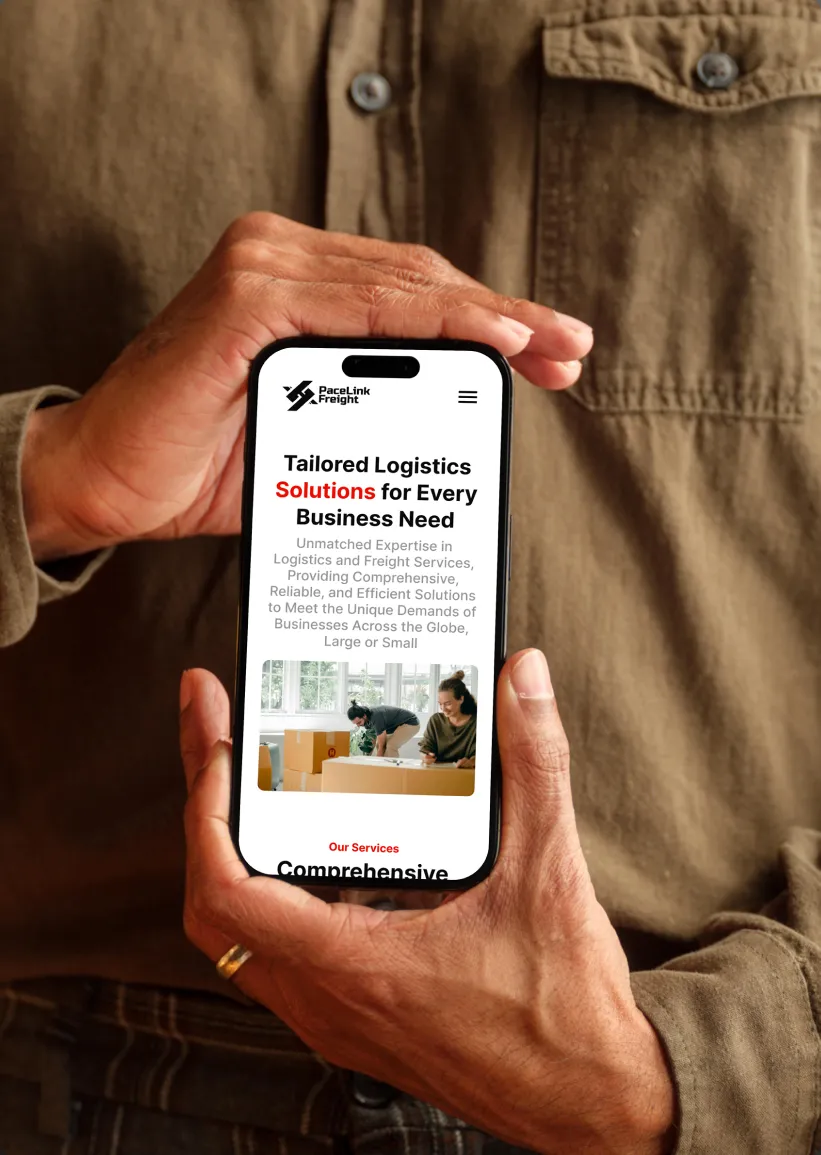 PaceLink
Freight
Tailored Logistics
Solutions for Every
Business Need
Unmatched Expertise in
Logistics and Freight Services,
Providing Comprehensive,
Reliable, and Efficient Solutions
to Meet the Unique Demands of
Businesses Across the Globe,
Large or Small
Our Services
Comprehensive